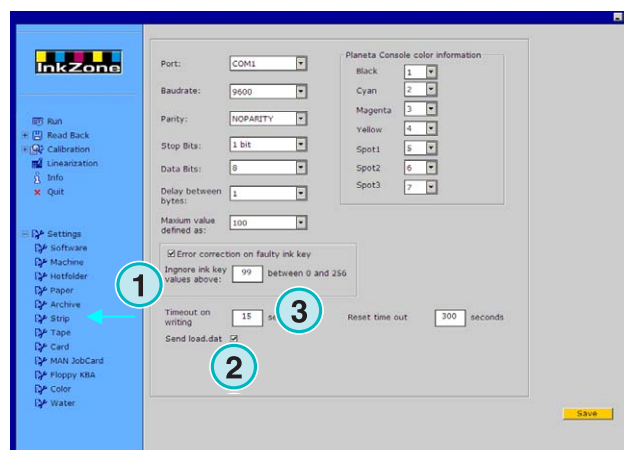 InkZone
Run
Read Back
Calibration
Linearization
Info
Quit
Settings
Software
Machine
Hotfolder
Paper
Archive
Strip
Tape
Card
MAN JobCard
Floppy KBA
Color
Water
1
Port: COM1
Baudrate: 9600
Parity: NOPARITY
Stop Bits: 1 bit
Data Bits: 8
Delay between bytes: 1
Maxium value defined as: 100
Planeta Console color information
Black 1
Cyan 2
Magenta 3
Yellow 4
Spot1 5
Spot2 6
Spot3 7
Error correction on faulty ink key
Ingnore ink key values above: 99 between 0 and 256
Timeout on writing 15 se
3
Reset time out 300 seconds
Send load.dat
2
Save